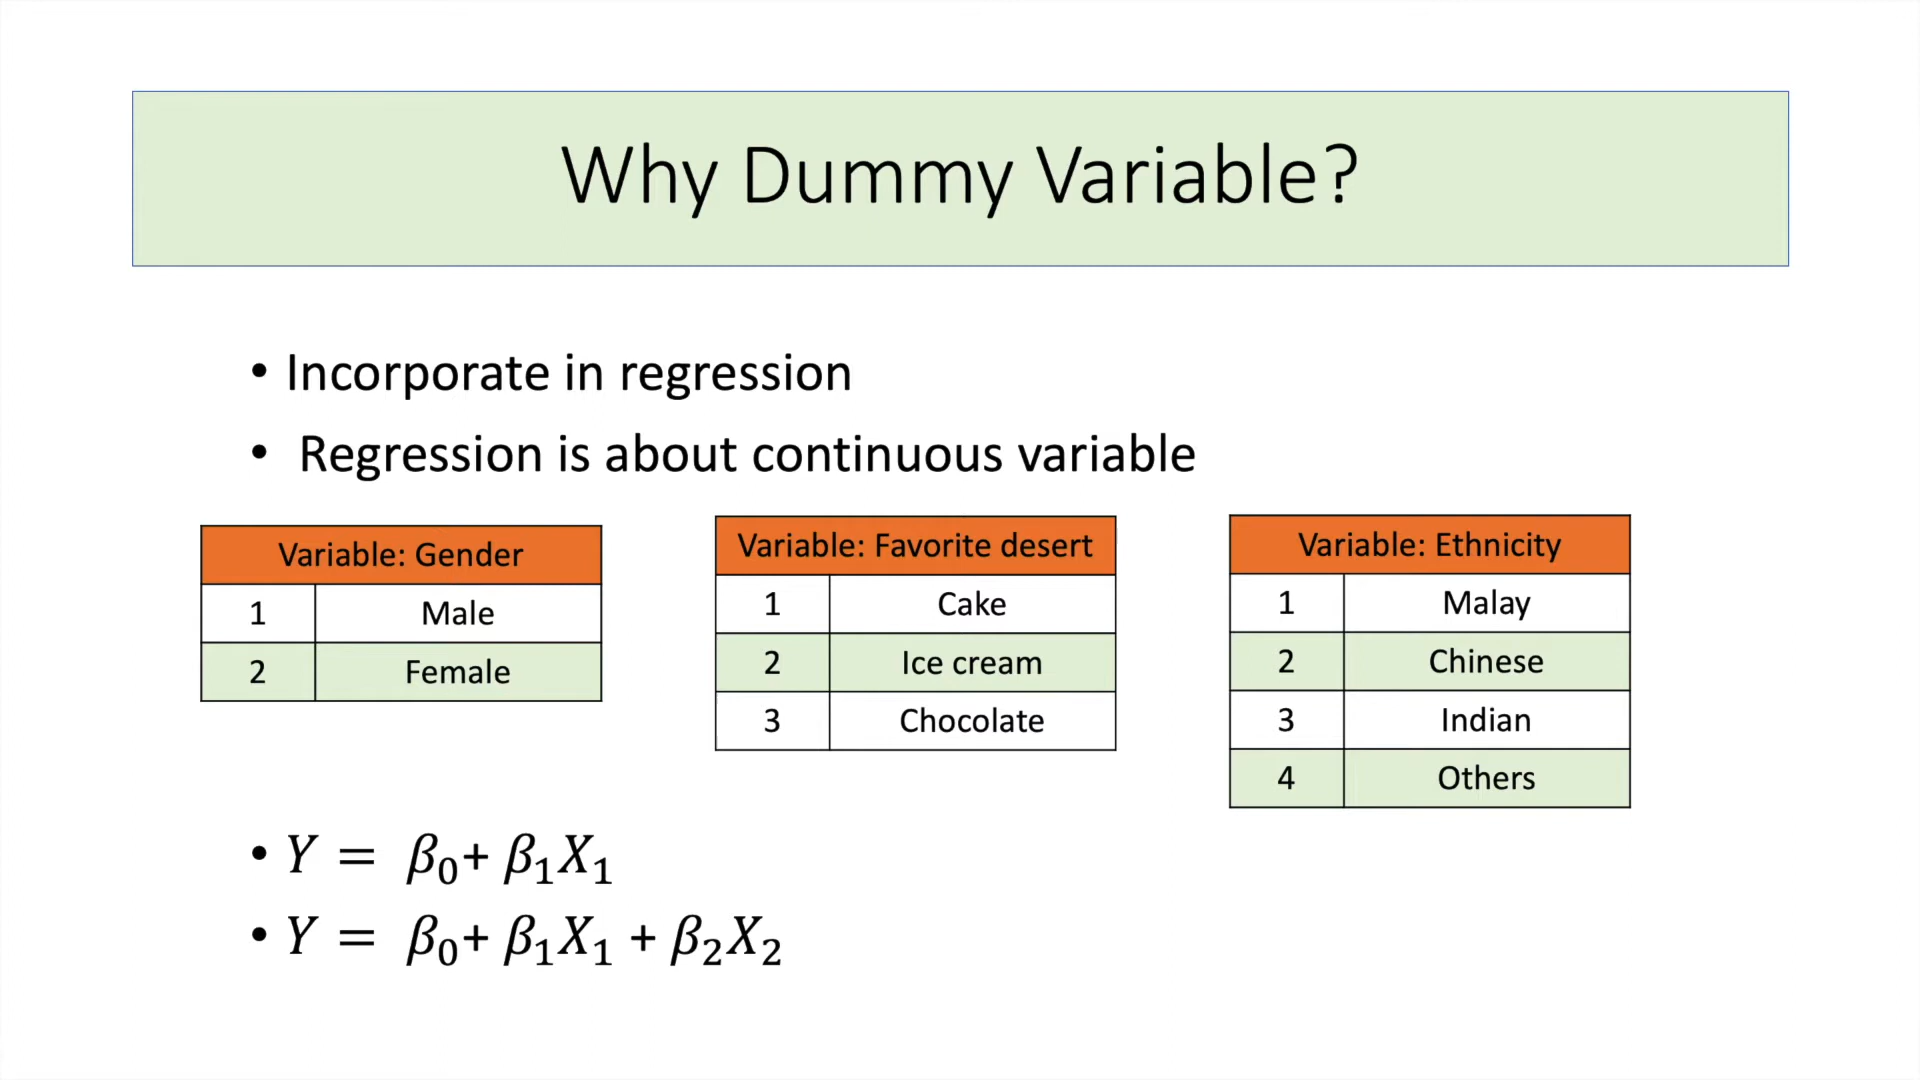 Why Dummy Variable?
• Incorporate in regression
• Regression is about continuous variable
Variable: Gender
1 Male
2 Female
Variable: Favorite desert
1 Cake
2 Ice cream
3 Chocolate
Variable: Ethnicity
1 Malay
2 Chinese
3 Indian
4 Others
• Y = β₀+ β₁X₁
• Y = β₀+ β₁X₁ + β₂X₂